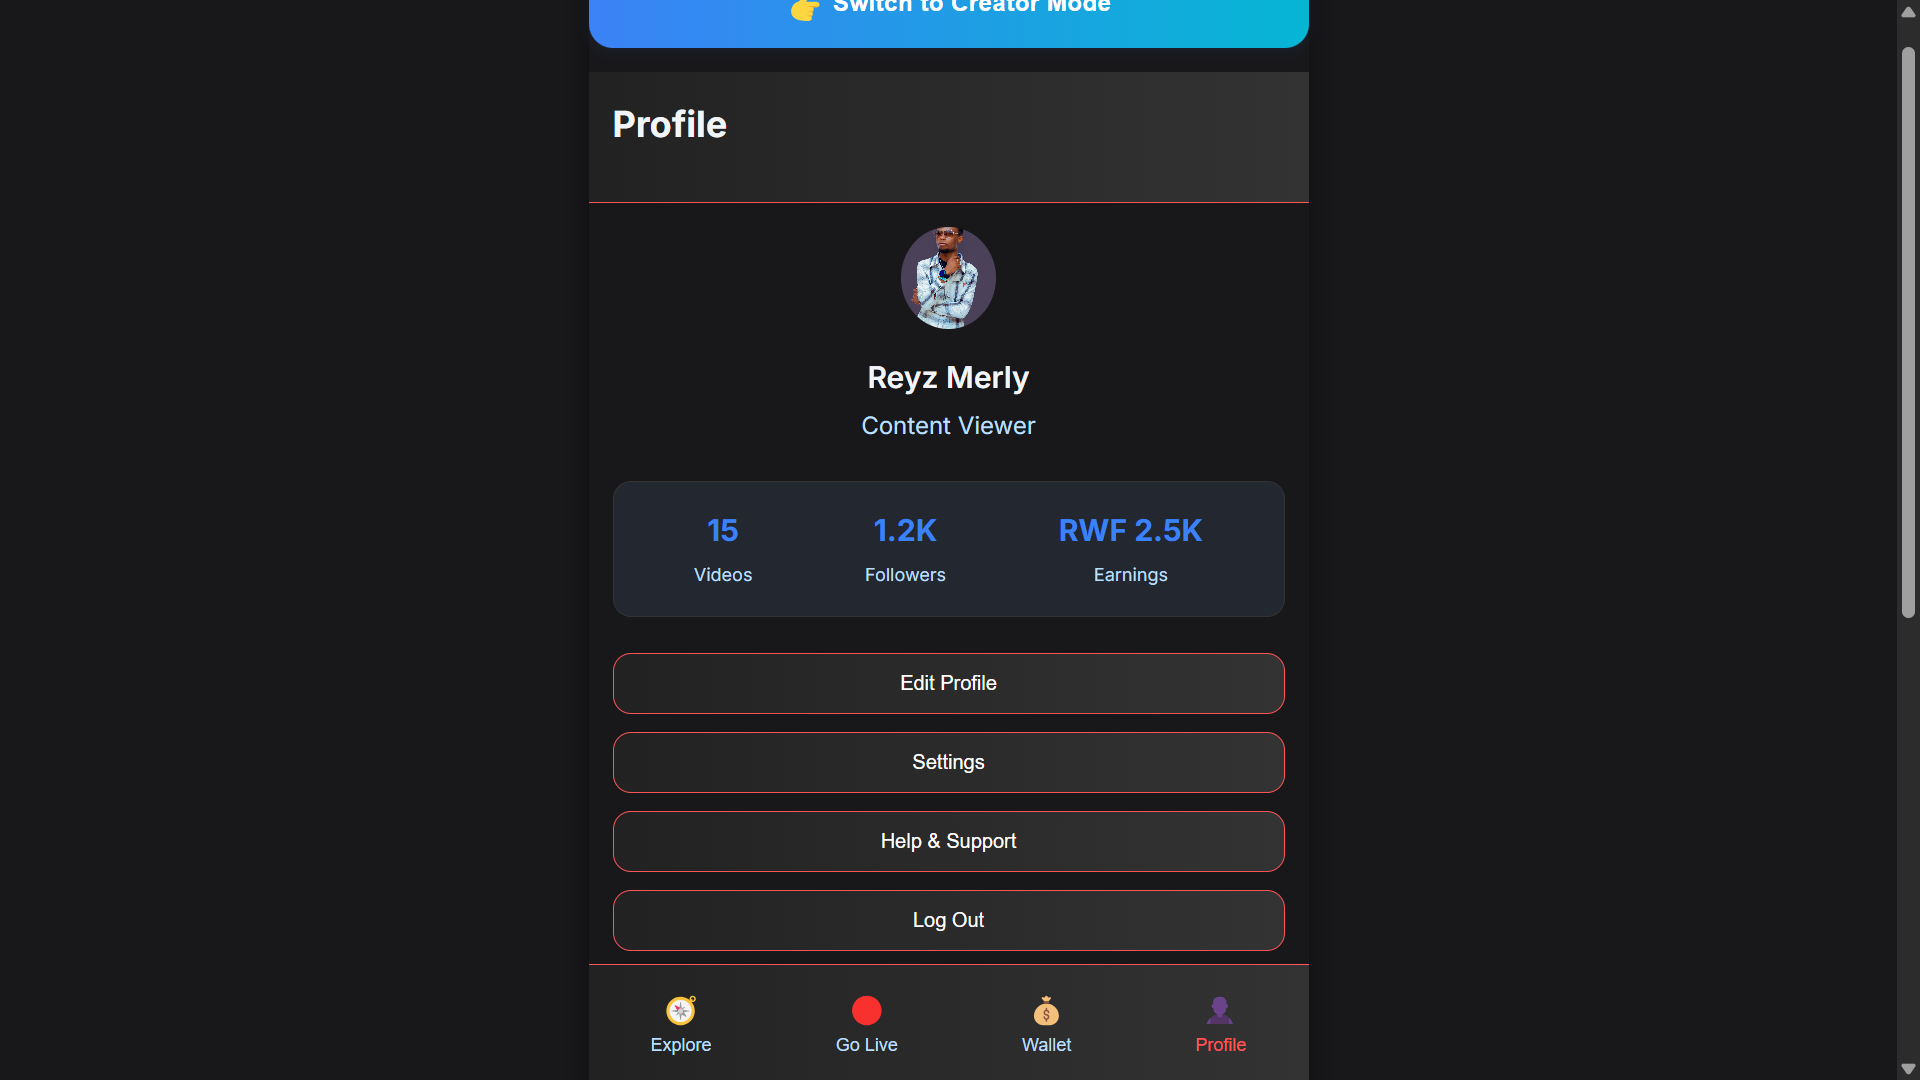 Switch to Creator Mode
Profile
Reyz Merly
Content Viewer
15
Videos
1.2K
Followers
RWF 2.5K
Earnings
Edit Profile
Settings
Help & Support
Log Out
Explore
Go Live
Wallet
Profile